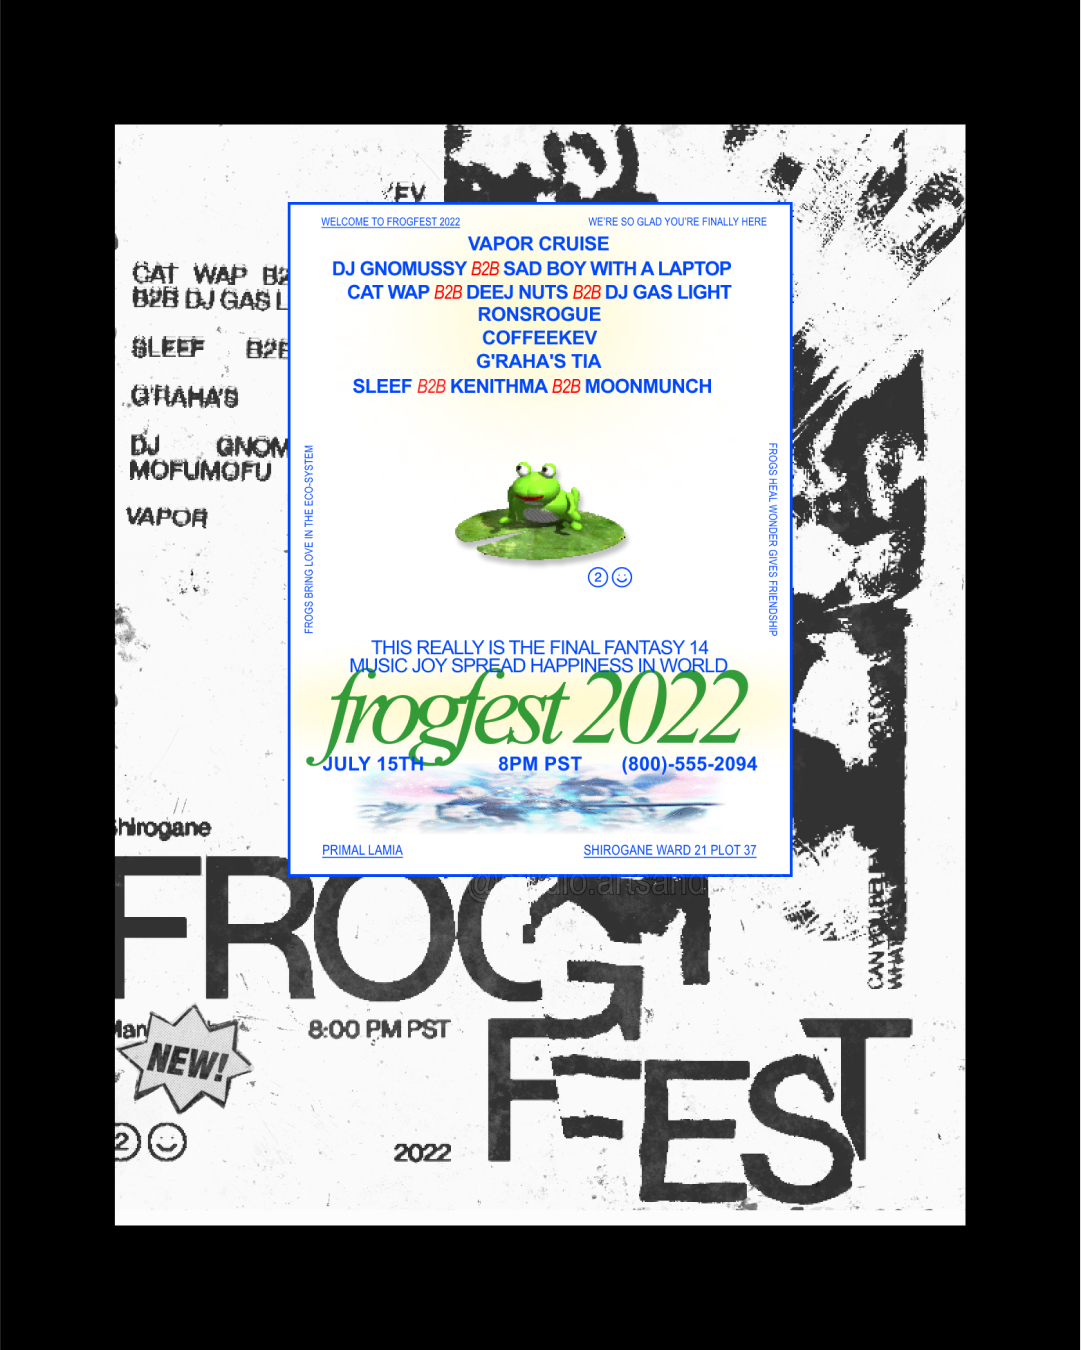 EV
CAT WAP
B2B DJ GAS L
SLEEF
G'RAHA'S
DJ GNOM
MOFUMOFU
VAPOR
WELCOME TO FROGFEST 2022
WE'RE SO GLAD YOU'RE FINALLY HERE
VAPOR CRUISE
DJ GNOMUSSY B2B SAD BOY WITH A LAPTOP
CAT WAP B2B DEEJ NUTS B2B DJ GAS LIGHT
RONSROGUE
COFFEEKEV
G'RAHA'S TIA
SLEEF B2B KENITHMA B2B MOONMUNCH
FROGS BRING LOVE IN THE ECO-SYSTEM
FROGS HEAL WONDER GIVES FRIENDSHIP
2
THIS REALLY IS THE FINAL FANTASY 14
MUSIC JOY SPREAD HAPPINESS IN WORLD
frogfest 2022
JULY 15TH 8PM PST (800)-555-2094
PRIMAL LAMIA
SHIROGANE WARD 21 PLOT 37
Shirogane
FROG
8:00 PM PST
NEW!
FEST
2
2022